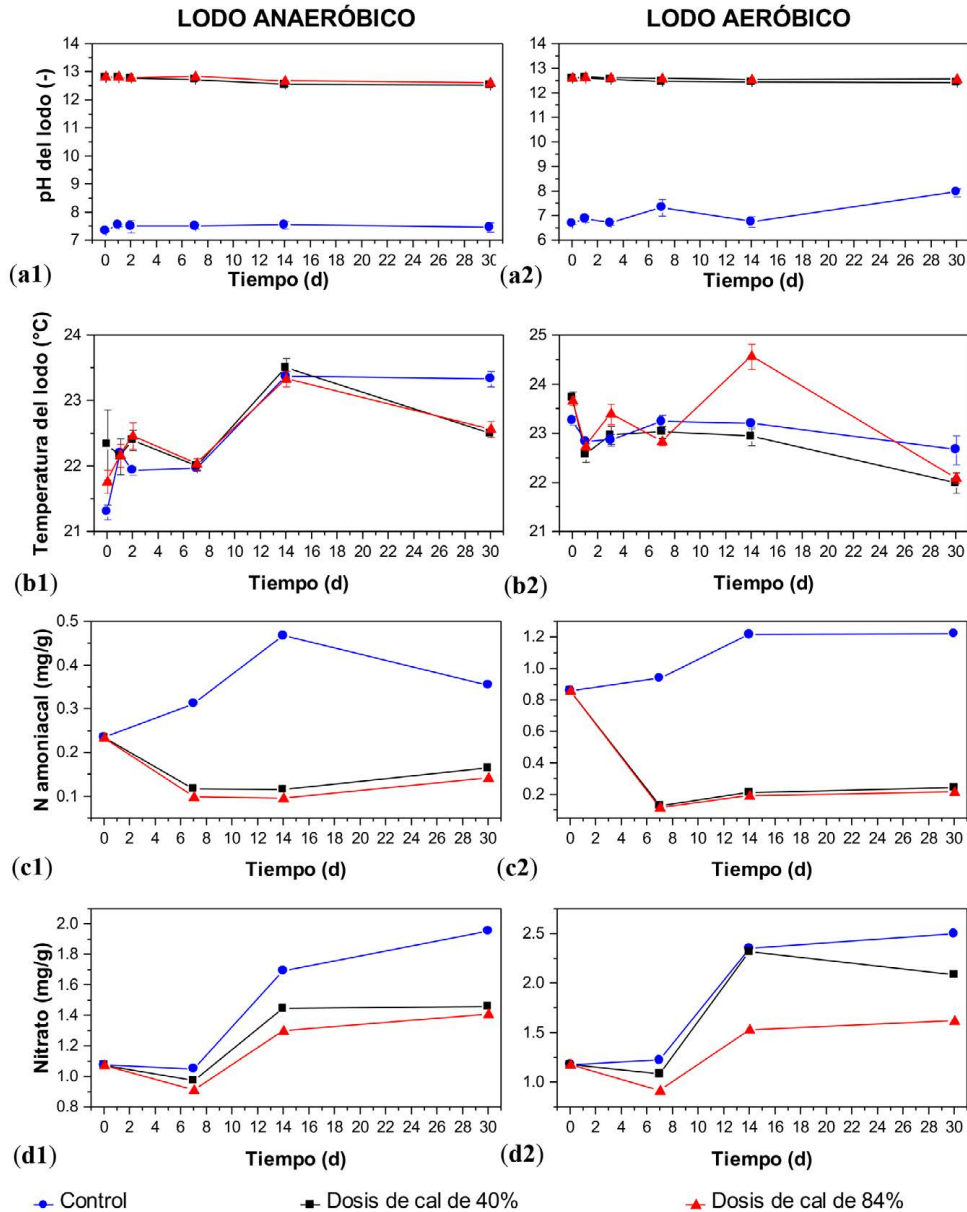 LODO ANAERÓBICO
LODO AERÓBICO
pH del lodo (-)
14
13
12
11
10
9
8
7
0 2 4 6 8 10 12 14 16 18 20 22 24 26 28 30
Tiempo (d)
(a1)
14
13
12
11
10
9
8
7
6
0 2 4 6 8 10 12 14 16 18 20 22 24 26 28 30
Tiempo (d)
(a2)
Temperatura del lodo (°C)
24
23
22
21
0 2 4 6 8 10 12 14 16 18 20 22 24 26 28 30
Tiempo (d)
(b1)
25
24
23
22
21
0 2 4 6 8 10 12 14 16 18 20 22 24 26 28 30
Tiempo (d)
(b2)
N amoniacal (mg/g)
0.5
0.4
0.3
0.2
0.1
0 2 4 6 8 10 12 14 16 18 20 22 24 26 28 30
Tiempo (d)
(c1)
1.2
1.0
0.8
0.6
0.4
0.2
0 2 4 6 8 10 12 14 16 18 20 22 24 26 28 30
Tiempo (d)
(c2)
Nitrato (mg/g)
2.0
1.8
1.6
1.4
1.2
1.0
0.8
0 2 4 6 8 10 12 14 16 18 20 22 24 26 28 30
Tiempo (d)
(d1)
2.5
2.0
1.5
1.0
0 2 4 6 8 10 12 14 16 18 20 22 24 26 28 30
Tiempo (d)
(d2)
Control
Dosis de cal de 40%
Dosis de cal de 84%